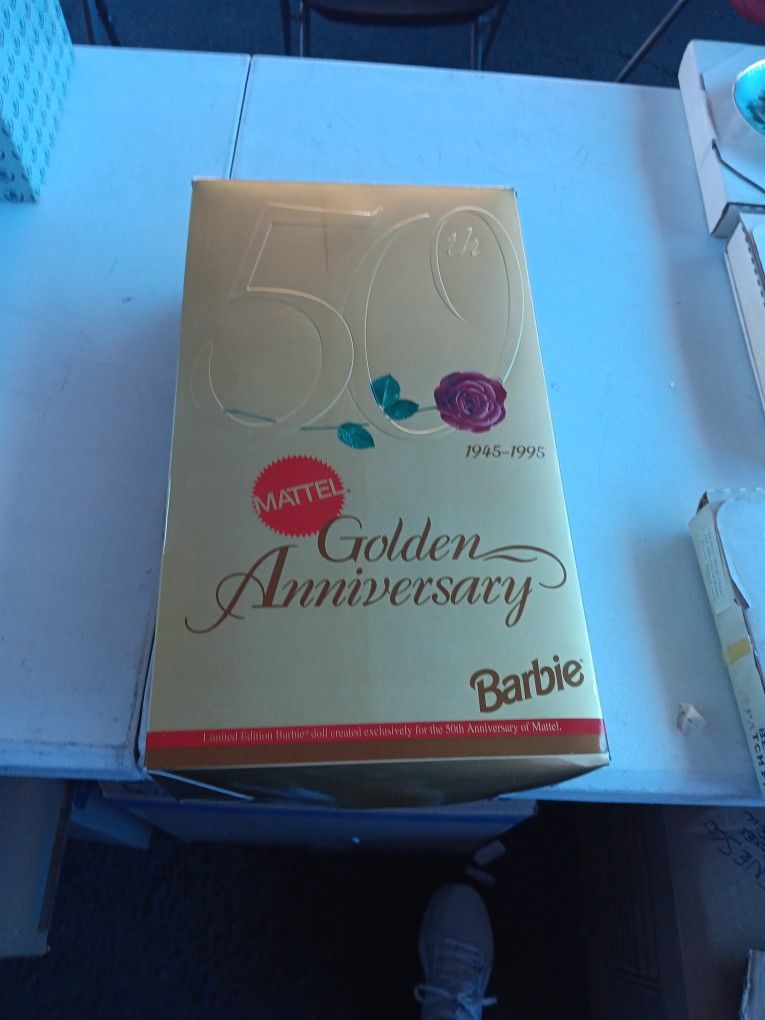 50th
1945-1995
MATTEL
Golden
Anniversary
Barbie
Limited Edition Barbie® doll created exclusively for the 50th Anniversary of Mattel.